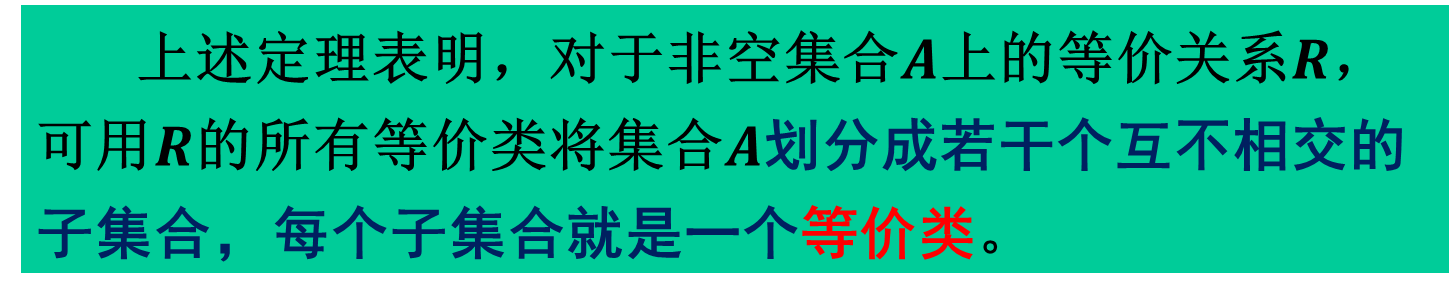 上述定理表明，对于非空集合A上的等价关系R，
可用R的所有等价类将集合A划分成若干个互不相交的
子集合，每个子集合就是一个等价类。